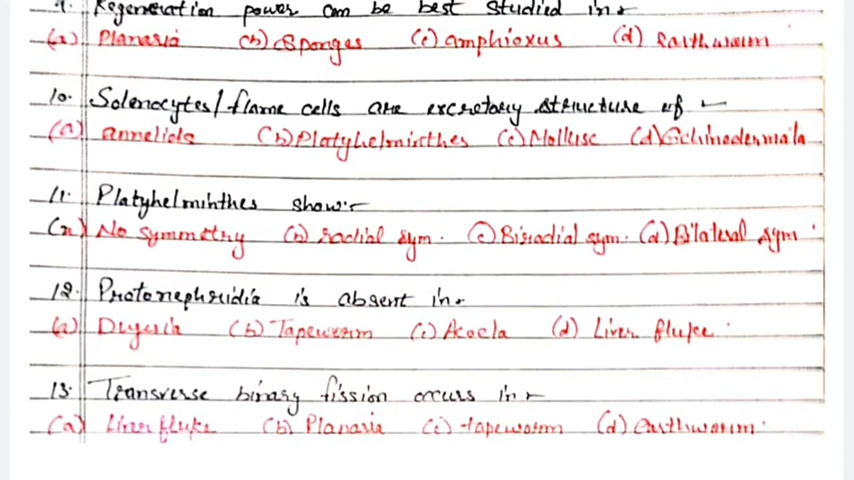 9. Regeneration power can be best studied in:-
(a) Planaria (b) Sponges (c) amphioxus (d) Earthworm
10. Solenocytes/flame cells are excretory structure of :-
(a) annelids (b) Platyhelminthes (c) Mollusc (d) Echinodermata
11. Platyhelminthes show:-
(a) No symmetry (b) radial sym. (c) Biradial sym. (d) Bilateral sym.
12. Protonephridia is absent in:-
(a) (b) Tapeworm (c) Acoela (d) Liver fluke.
13. Transverse binary fission occurs in:-
(a) Liver fluke (b) Planaria (c) tapeworm (d) earthworm.